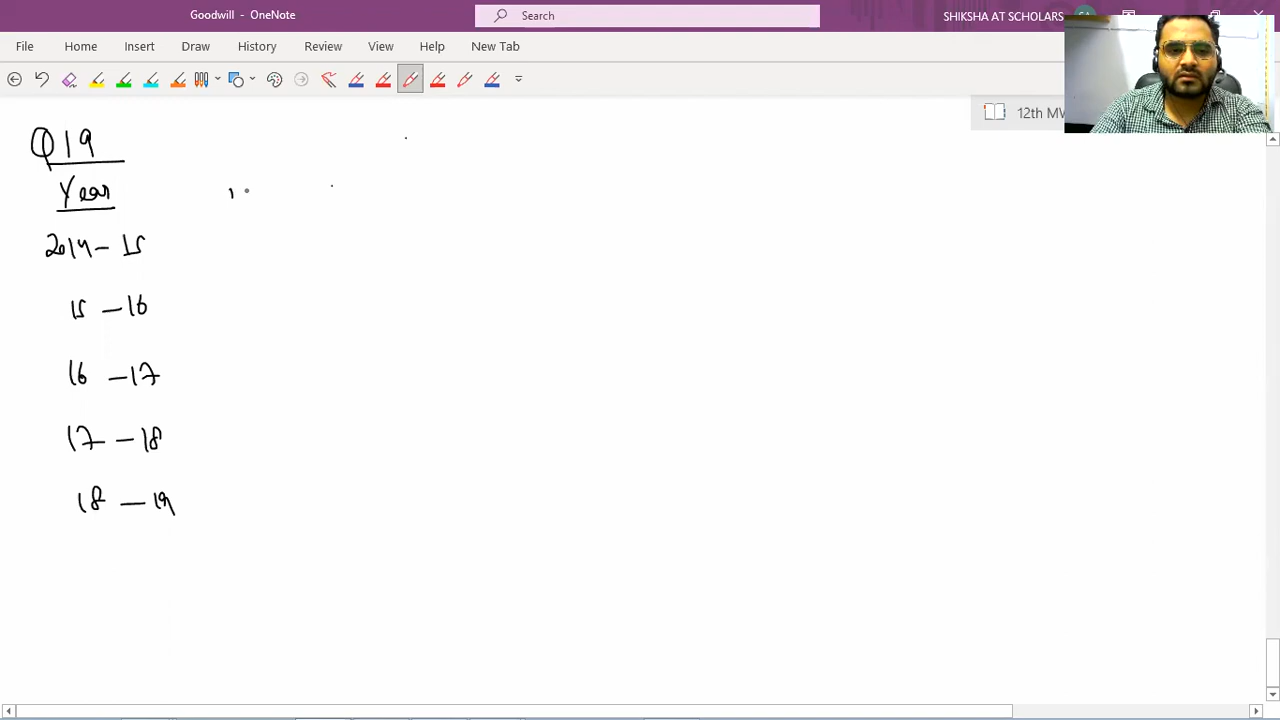 Goodwill - OneNote
Search
SHIKSHA AT SCHOLARS
File Home Insert Draw History Review View Help New Tab
12th
Q19
Year
2014 - 15
15 - 16
16 - 17
17 - 18
18 - 19